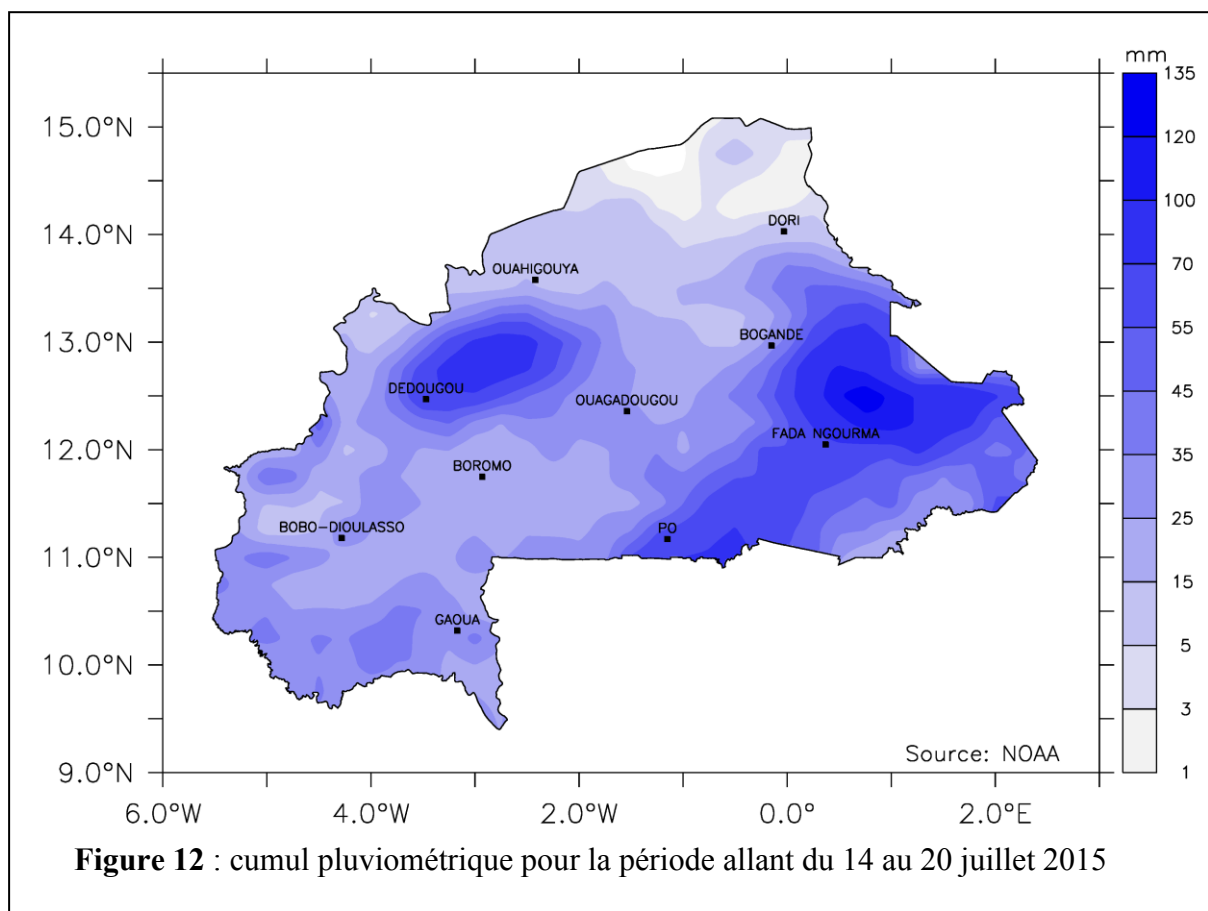 mm
135
120
100
70
55
45
35
25
15
5
3
1
15.0°N
14.0°N
13.0°N
12.0°N
11.0°N
10.0°N
9.0°N
DORI
OUAHIGOUYA
BOGANDE
DEDOUGOU
OUAGADOUGOU
FADA NGOURMA
BOROMO
BOBO-DIOULASSO
PO
GAOUA
Source: NOAA
6.0°W 4.0°W 2.0°W 0.0° 2.0°E
Figure 12 : cumul pluviométrique pour la période allant du 14 au 20 juillet 2015